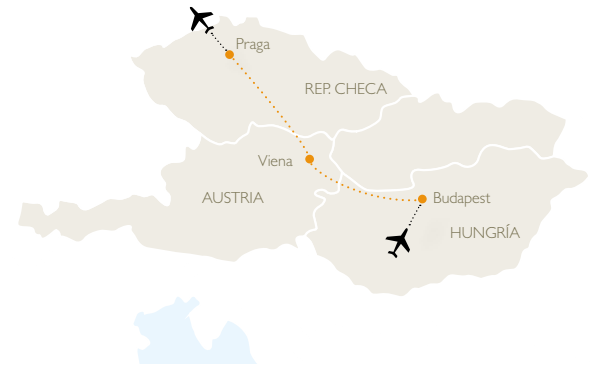 Praga
REP. CHECA
Viena
AUSTRIA
Budapest
HUNGRÍA